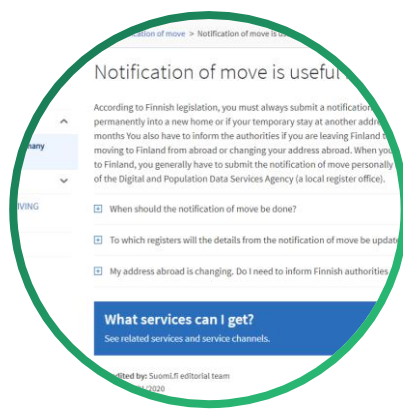 of move > Notification of move is
Notification of move is useful
According to Finnish legislation, you must always submit a notification
permanently into a new home or if your temporary stay at another
months You also have to inform the authorities if you are leaving Finland
many
moving to Finland from abroad or changing your address abroad. When you
to Finland, you generally have to submit the notification of move personally
of the Digital and Population Data Services Agency (a local register office).
When should the notification of move be done?
To which registers will the details from the notification of move be
My address abroad is changing. Do I need to inform Finnish authorities
What services can I get?
See related services and service channels.
by: Suomi.fi editorial team
/2020